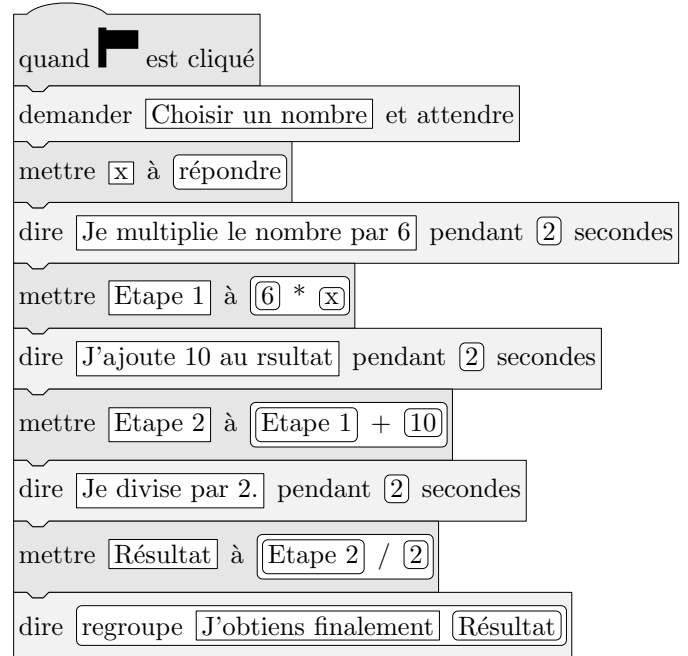 quand est cliqué
demander Choisir un nombre et attendre
mettre x à répondre
dire Je multiplie le nombre par 6 pendant 2 secondes
mettre Etape 1 à 6 * x
dire J'ajoute 10 au rsultat pendant 2 secondes
mettre Etape 2 à Etape 1 + 10
dire Je divise par 2. pendant 2 secondes
mettre Résultat à Etape 2 / 2
dire regroupe J'obtiens finalement Résultat